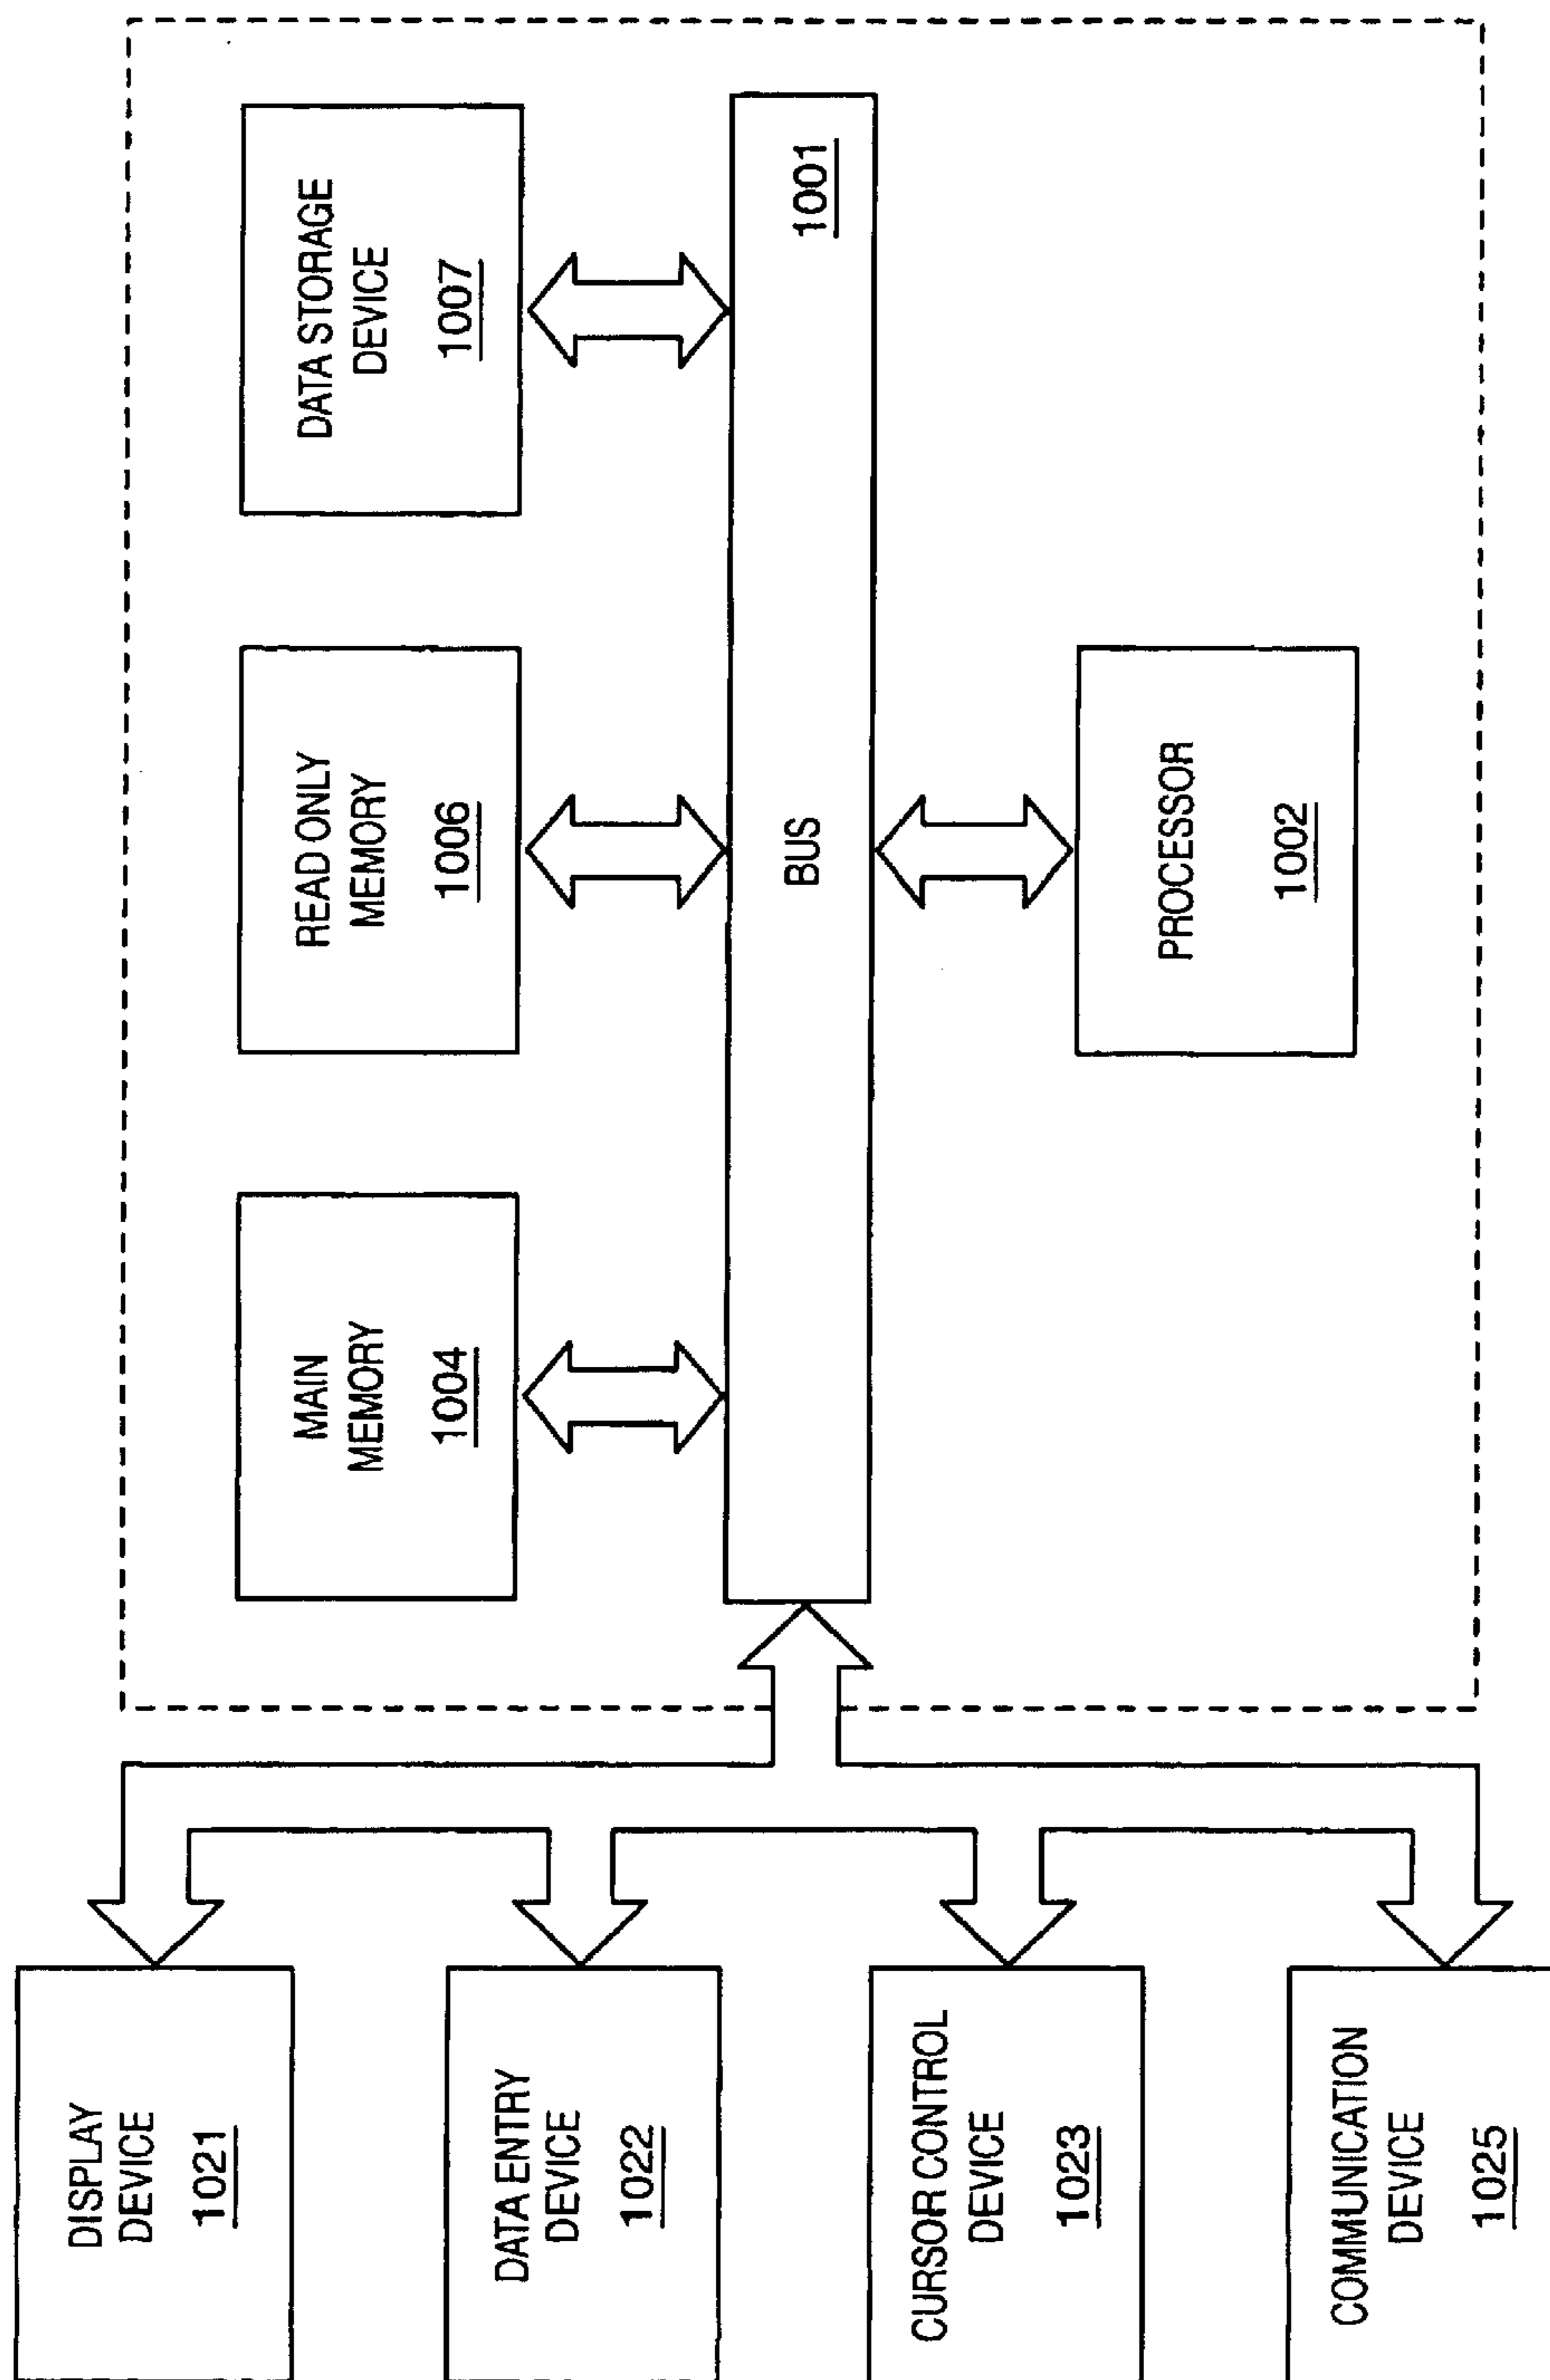 DISPLAY
DEVICE
1021
DATA ENTRY
DEVICE
1022
CURSOR CONTROL
DEVICE
1023
COMMUNICATION
DEVICE
1025
MAIN
MEMORY
1004
READ ONLY
MEMORY
1006
DATA STORAGE
DEVICE
1007
BUS
1001
PROCESSOR
1002